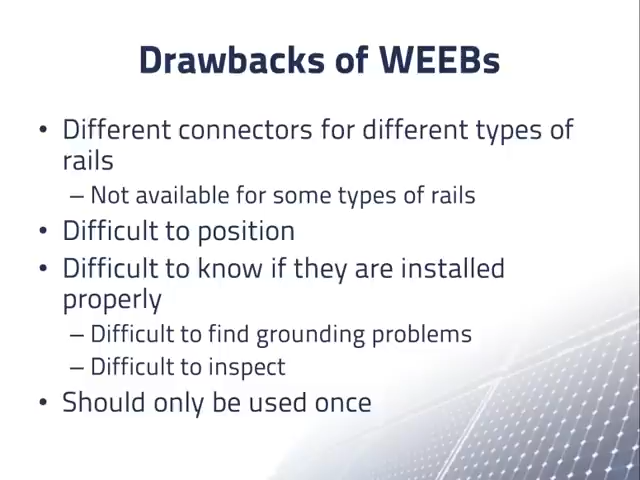 Drawbacks of WEEBs
• Different connectors for different types of
rails
– Not available for some types of rails
• Difficult to position
• Difficult to know if they are installed
properly
– Difficult to find grounding problems
– Difficult to inspect
• Should only be used once